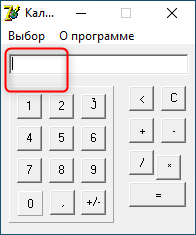 Кал...
Выбор О программе
1 2 3 < C
4 5 6 + -
7 8 9 / *
0 , +/- =